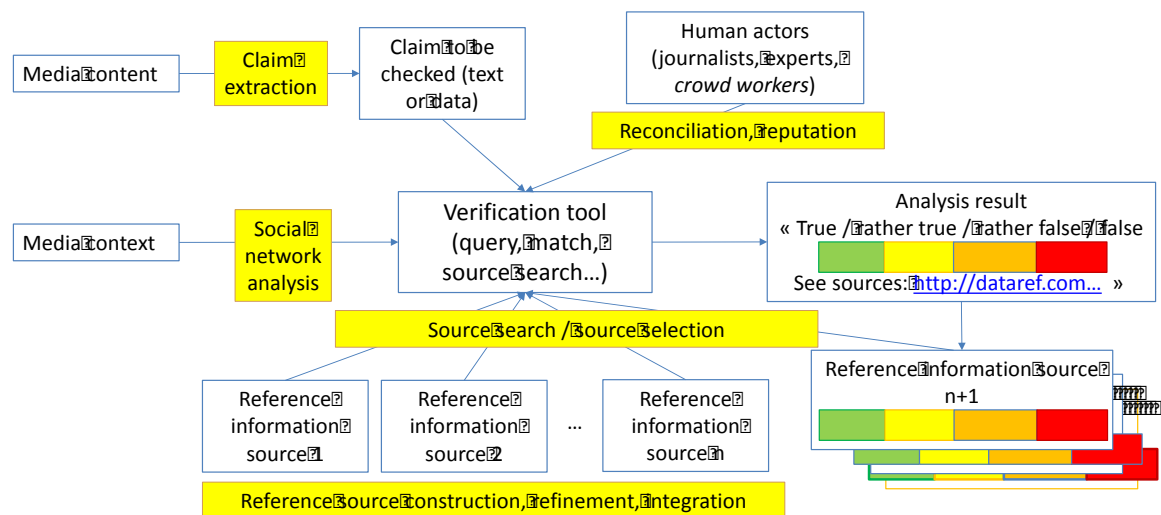 Media content
Claim
extraction
Claim to be
checked (text
or data)
Human actors
(journalists, experts,
crowd workers)
Reconciliation, reputation
Media context
Social
network
analysis
Verification tool
(query, match,
source search...)
Analysis result
« True / rather true / rather false / false
See sources: http://dataref.com... »
Source search / source selection
Reference
information
source 1
Reference
information
source 2
...
Reference
information
source n
Reference information source
n+1
Reference source construction, refinement, integration